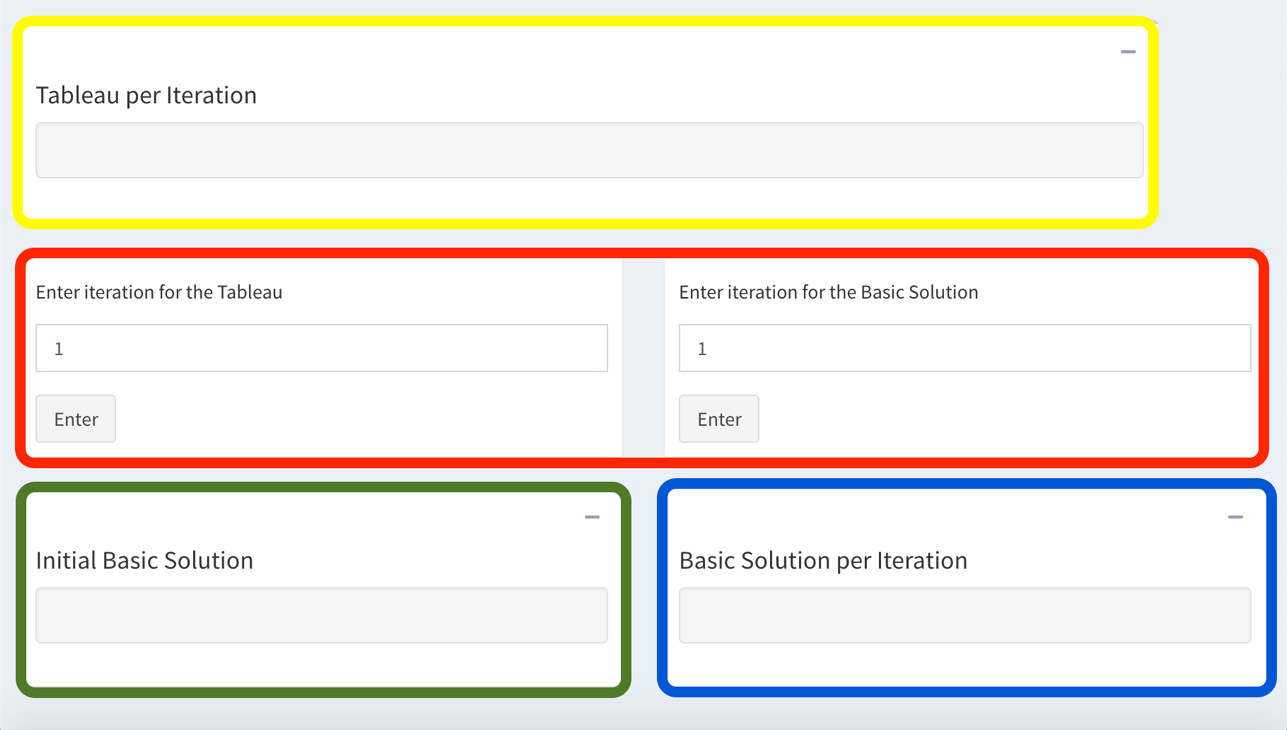 Tableau per Iteration
Enter iteration for the Tableau
1
Enter
Enter iteration for the Basic Solution
1
Enter
Initial Basic Solution
Basic Solution per Iteration